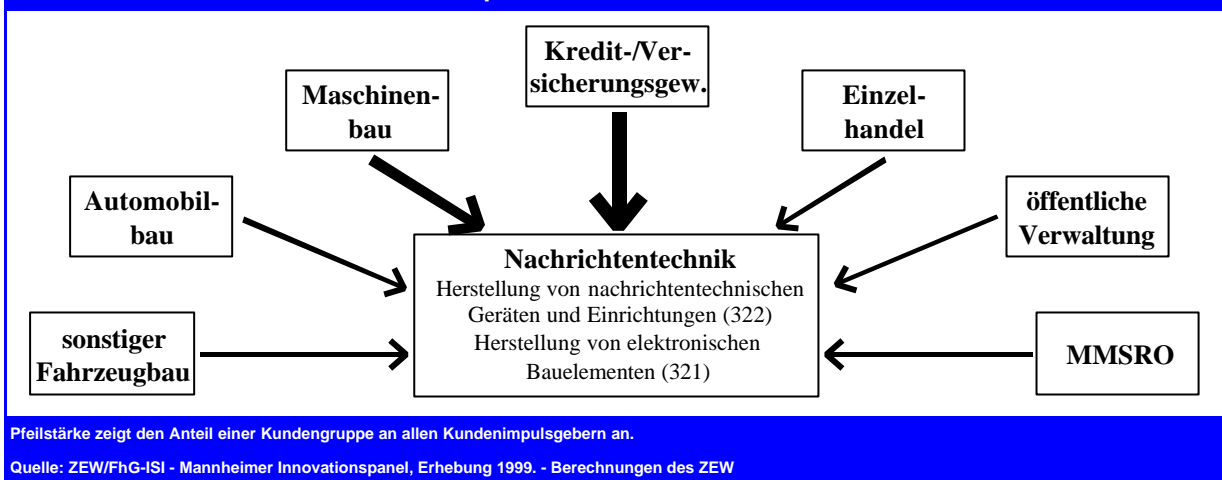 Kredit-/Ver-
sicherungsgew.
Maschinen-
bau
Einzel-
handel
Automobil-
bau
öffentliche
Verwaltung
sonstiger
Fahrzeugbau
MMSRO
Nachrichtentechnik
Herstellung von nachrichtentechnischen
Geräten und Einrichtungen (322)
Herstellung von elektronischen
Bauelementen (321)
Pfeilstärke zeigt den Anteil einer Kundengruppe an allen Kundenimpulsgebern an.
Quelle: ZEW/FhG-ISI - Mannheimer Innovationspanel, Erhebung 1999. - Berechnungen des ZEW